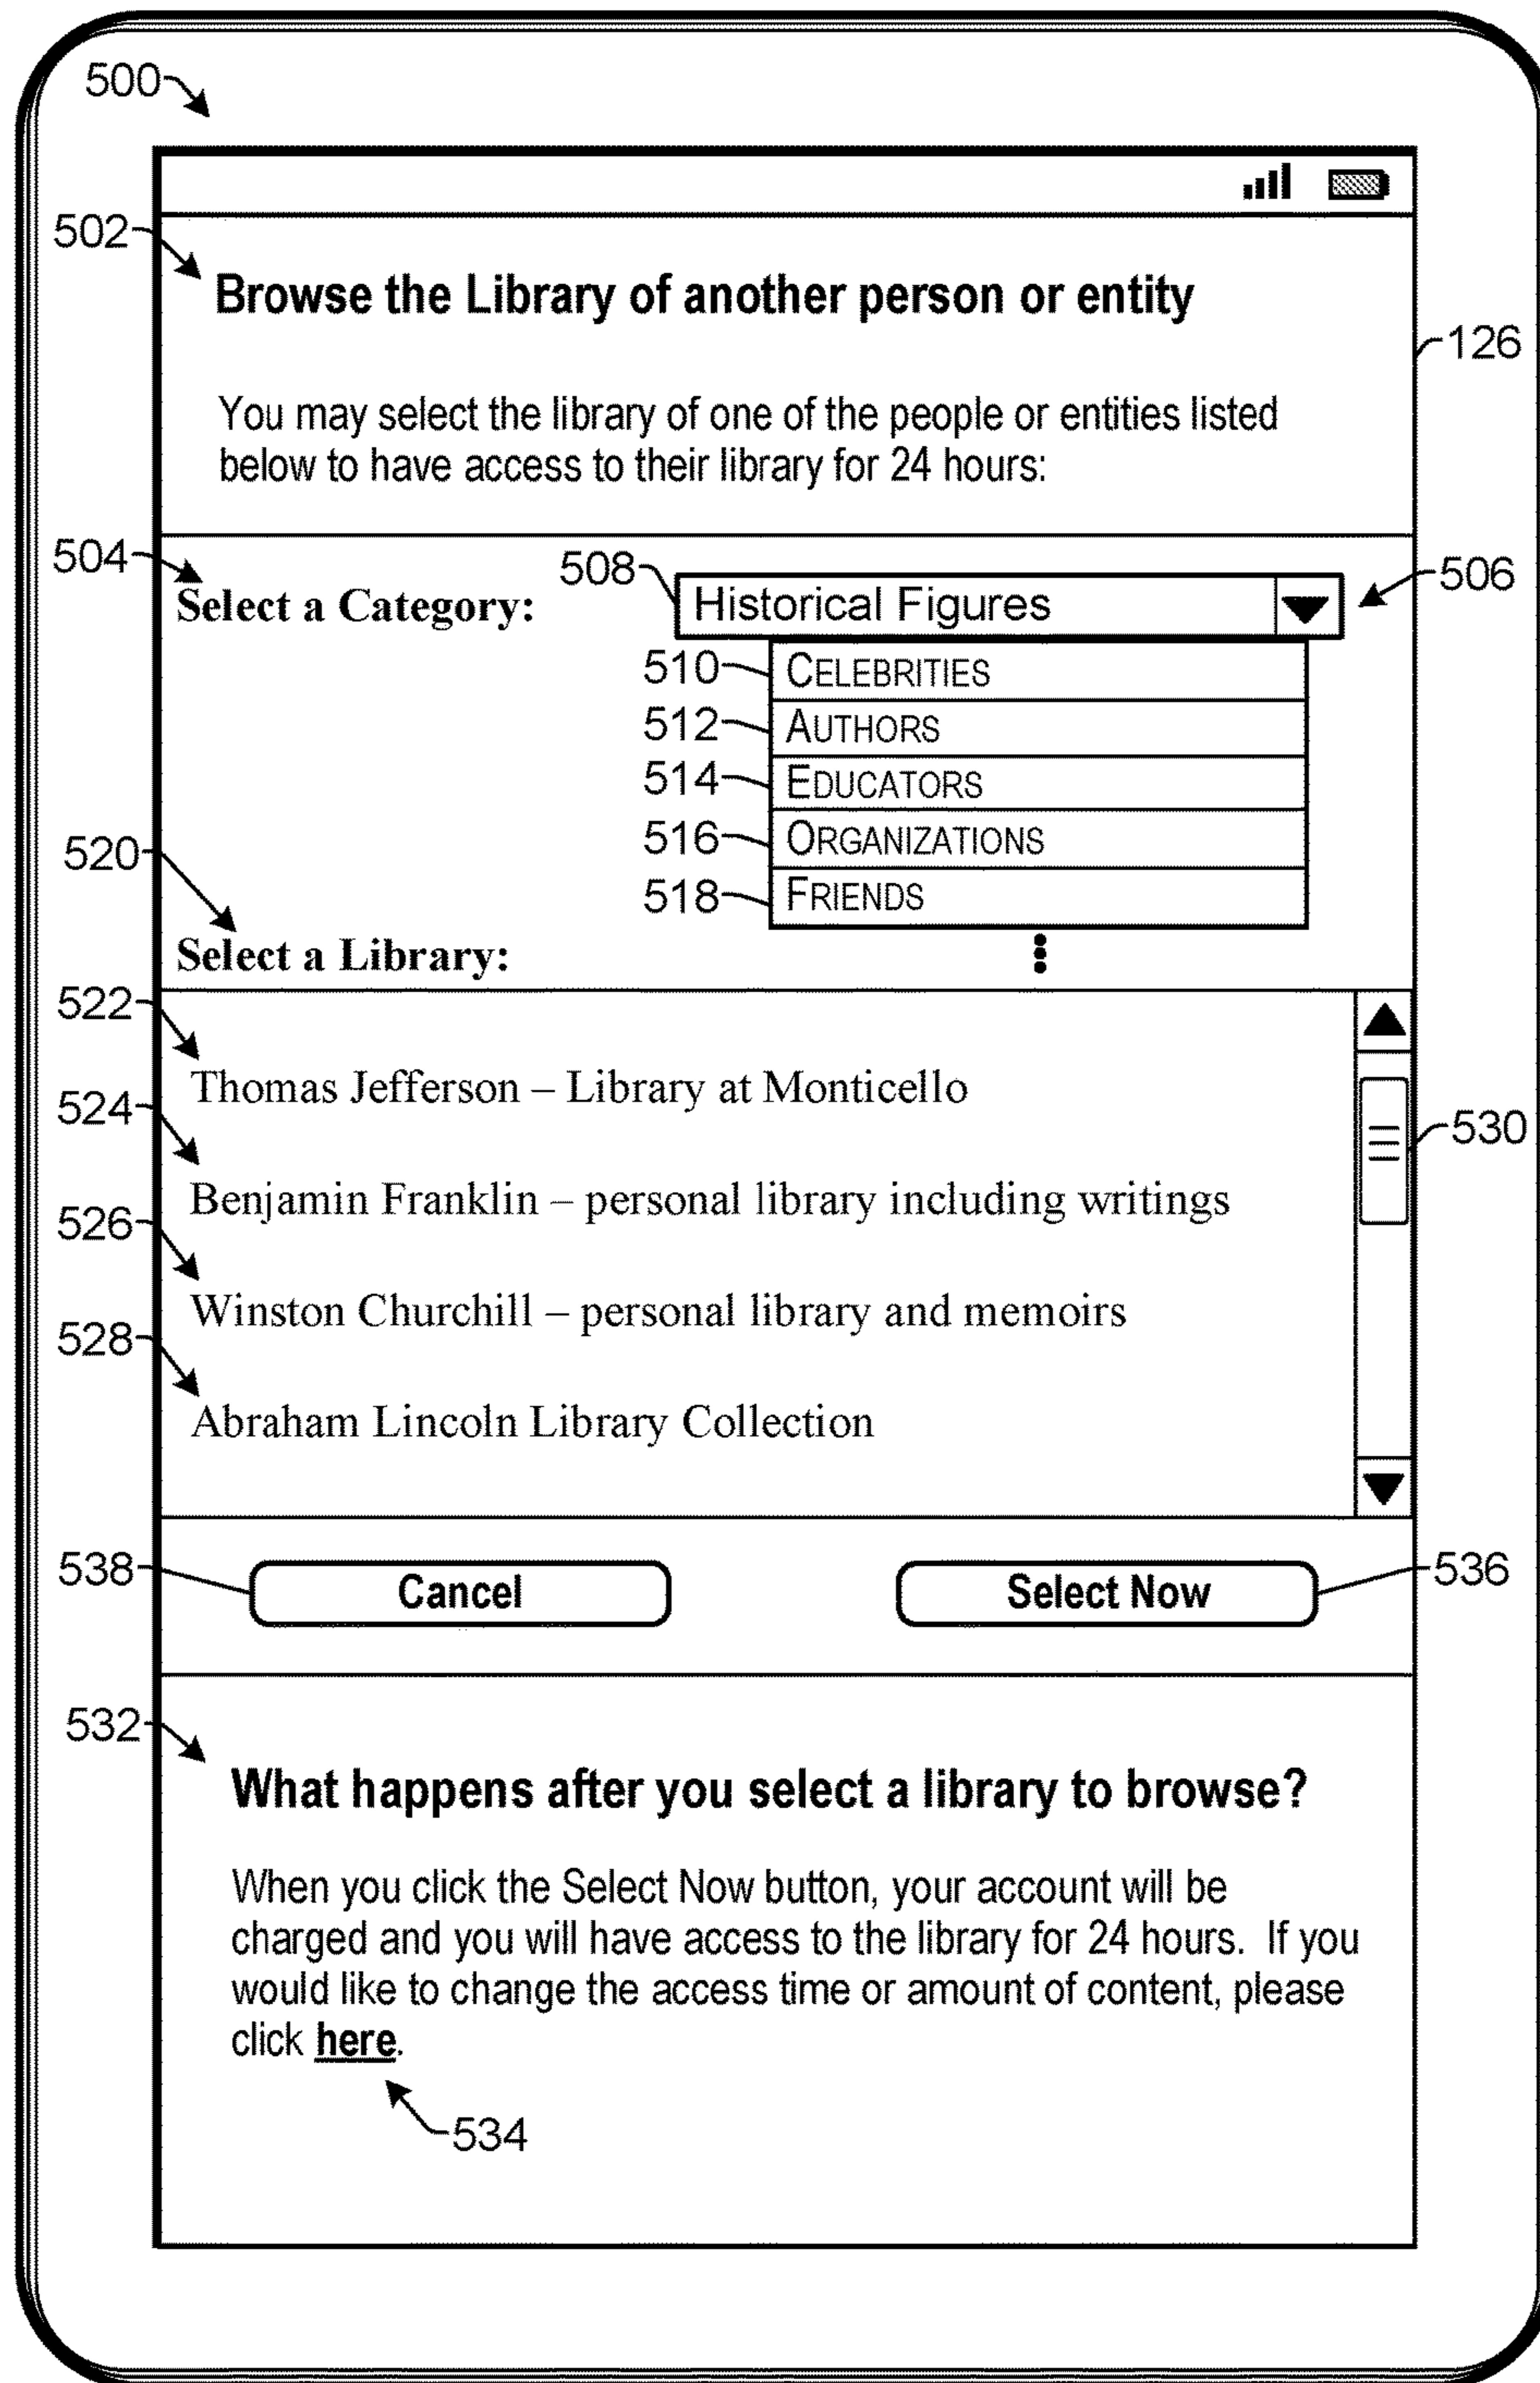 500
502
Browse the Library of another person or entity
126
You may select the library of one of the people or entities listed
below to have access to their library for 24 hours:
504
Select a Category:
508
Historical Figures
506
510
CELEBRITIES
512
AUTHORS
514
EDUCATORS
516
ORGANIZATIONS
518
FRIENDS
520
Select a Library:
522
Thomas Jefferson – Library at Monticello
524
530
Benjamin Franklin – personal library including writings
526
Winston Churchill – personal library and memoirs
528
Abraham Lincoln Library Collection
538
Cancel
Select Now
536
532
What happens after you select a library to browse?
When you click the Select Now button, your account will be
charged and you will have access to the library for 24 hours. If you
would like to change the access time or amount of content, please
click here.
534